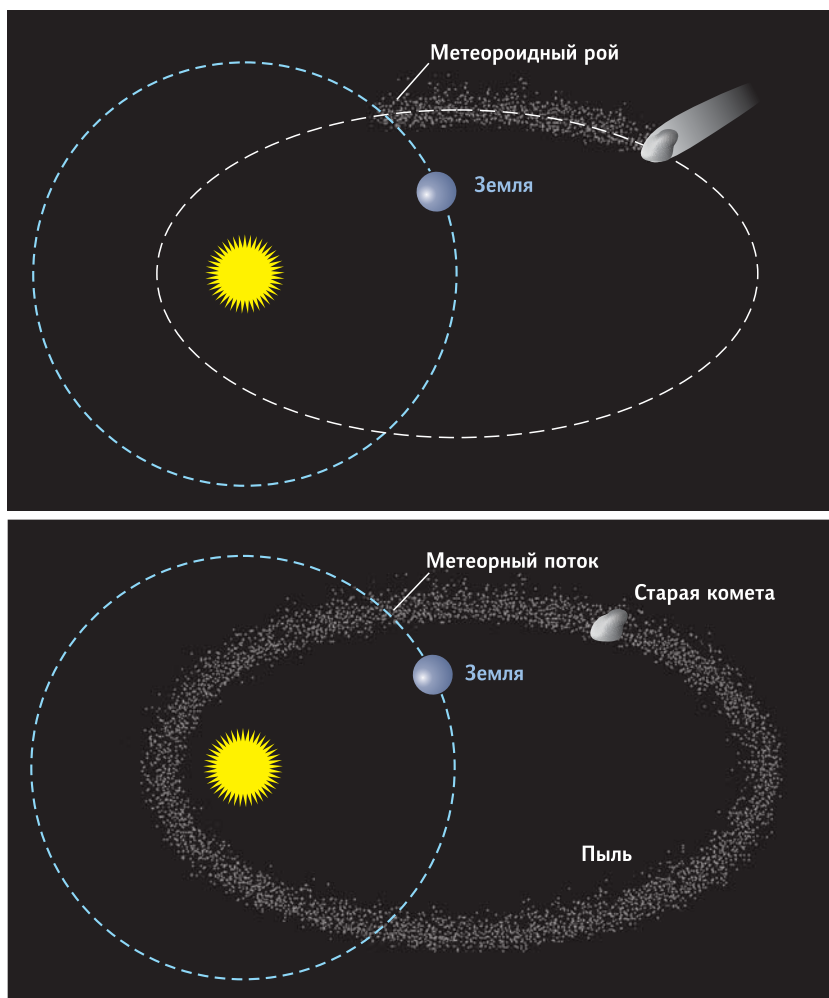 Метеороидный рой
Земля
Метеорный поток
Старая комета
Земля
Пыль